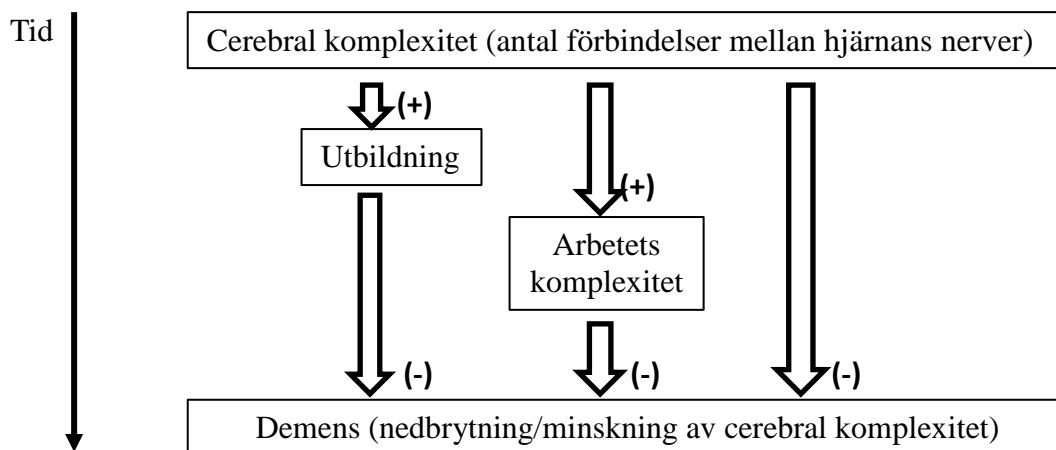 Tid
Cerebral komplexitet (antal förbindelser mellan hjärnans nerver)
(+)
Utbildning
(+)
Arbetets
komplexitet
(-)
(-)
(-)
Demens (nedbrytning/minskning av cerebral komplexitet)